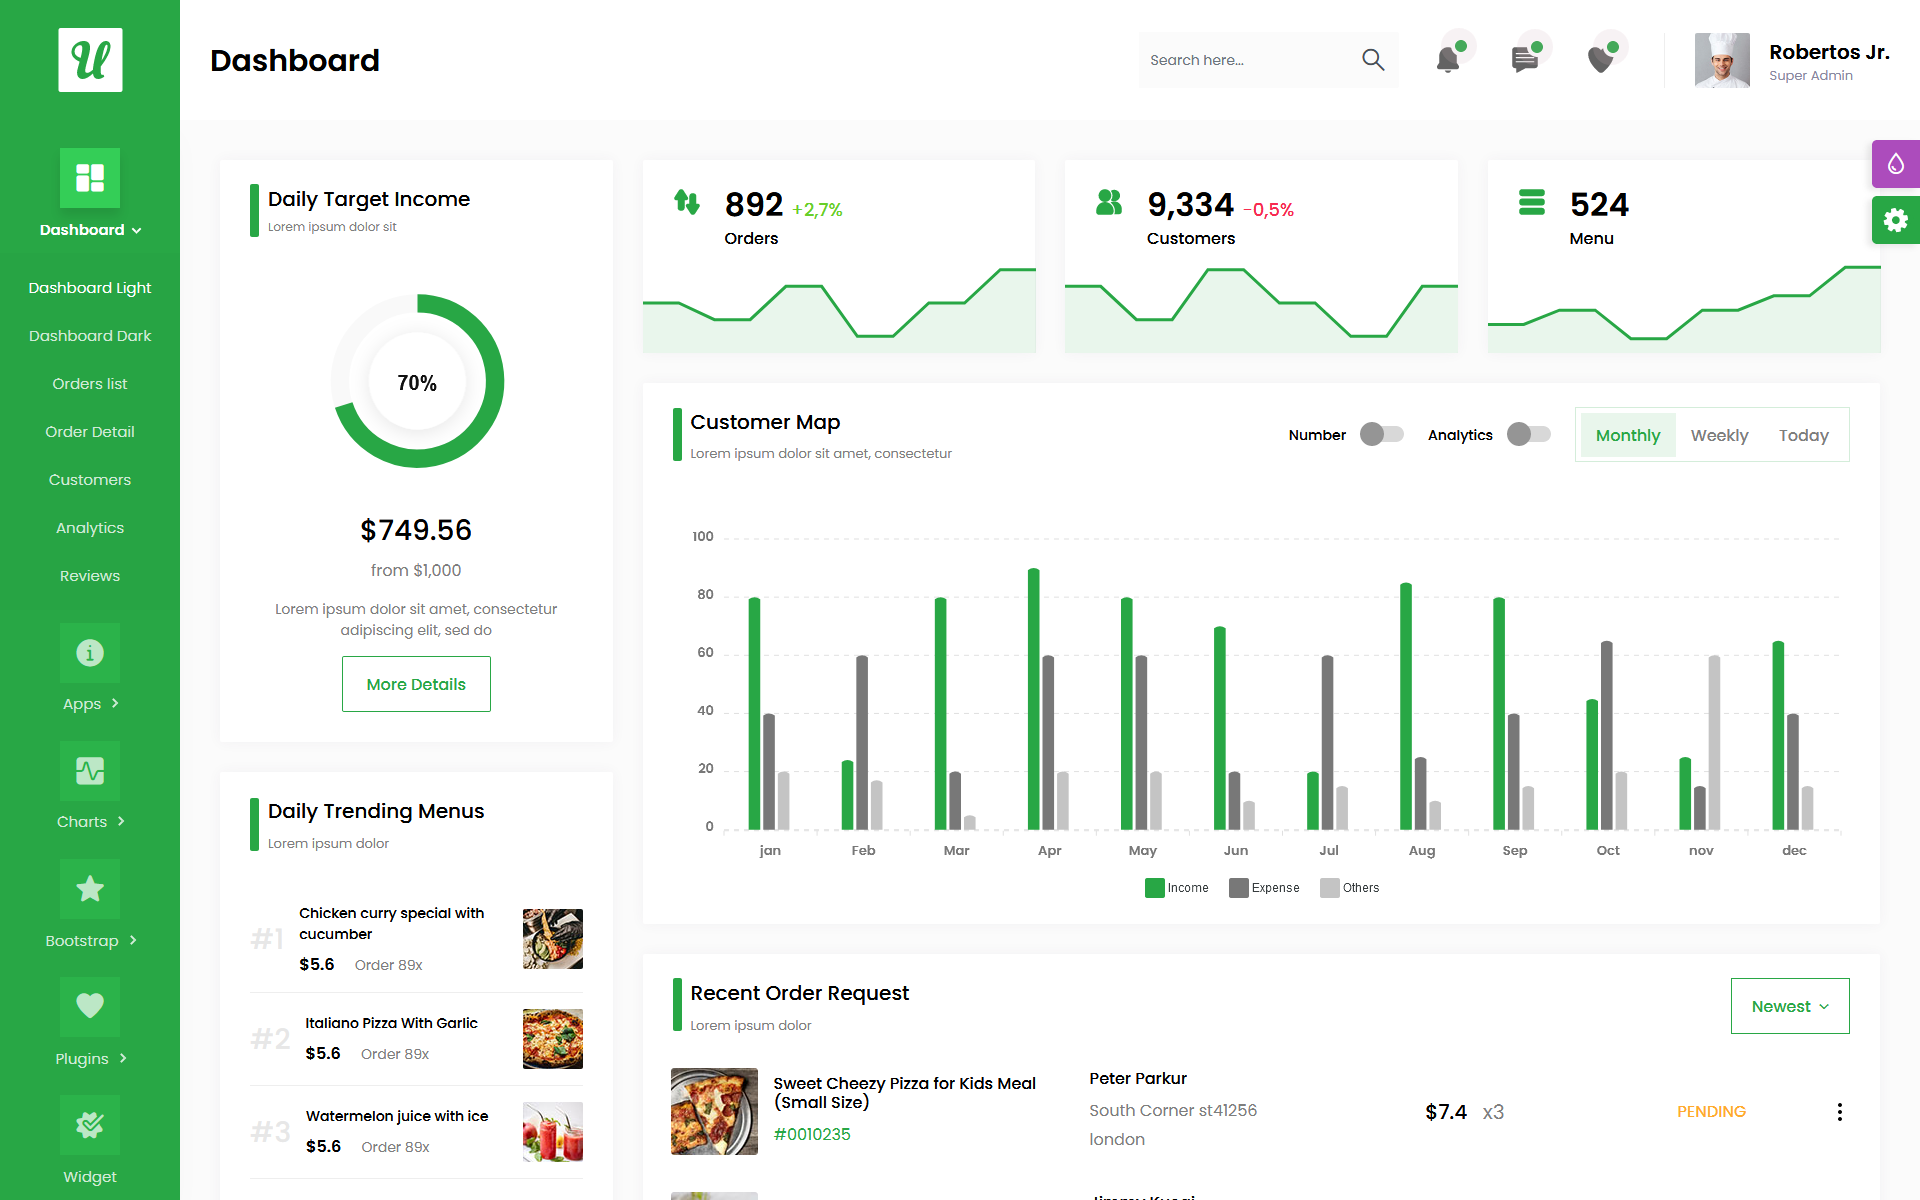 U
Dashboard
Search here...
Robertos Jr.
Super Admin
Dashboard
Dashboard Light
Dashboard Dark
Orders list
Order Detail
Customers
Analytics
Reviews
Apps
Charts
Bootstrap
Plugins
Widget
Daily Target Income
Lorem ipsum dolor sit
70%
$749.56
from $1,000
Lorem ipsum dolor sit amet, consectetur
adipiscing elit, sed do
More Details
892 +2,7%
Orders
9,334 -0,5%
Customers
524
Menu
Customer Map
Lorem ipsum dolor sit amet, consectetur
Number
Analytics
Monthly
Weekly
Today
100
80
60
40
20
0
jan
Feb
Mar
Apr
May
Jun
Jul
Aug
Sep
Oct
nov
dec
Income
Expense
Others
Daily Trending Menus
Lorem ipsum dolor
#1
Chicken curry special with
cucumber
$5.6 Order 89x
#2
Italiano Pizza With Garlic
$5.6 Order 89x
#3
Watermelon juice with ice
$5.6 Order 89x
Recent Order Request
Lorem ipsum dolor
Newest
Sweet Cheezy Pizza for Kids Meal
(Small Size)
#0010235
Peter Parkur
South Corner st41256
london
$7.4 x3
PENDING